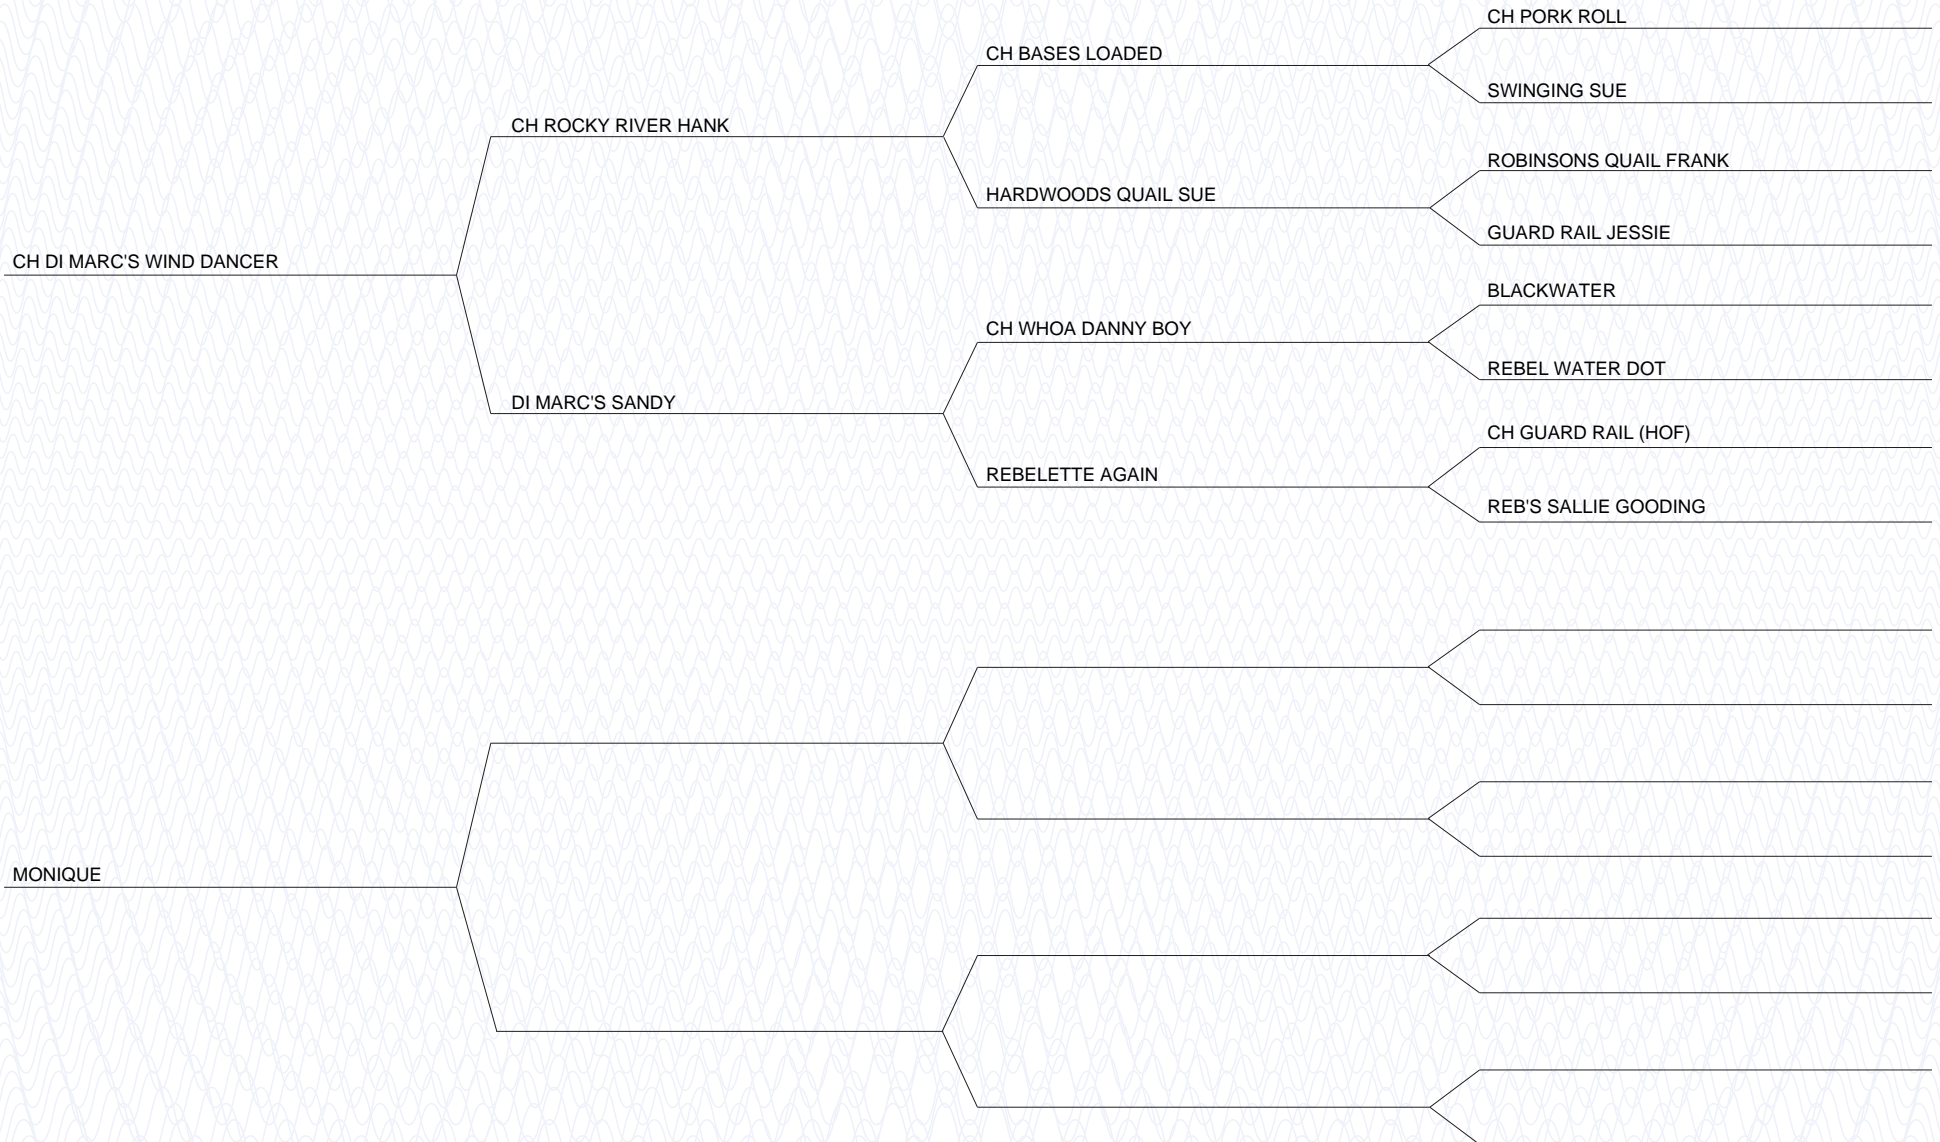 CH PORK ROLL
CH BASES LOADED
SWINGING SUE
CH ROCKY RIVER HANK
ROBINSONS QUAIL FRANK
HARDWOODS QUAIL SUE
GUARD RAIL JESSIE
CH DI MARC'S WIND DANCER
BLACKWATER
CH WHOA DANNY BOY
REBEL WATER DOT
DI MARC'S SANDY
CH GUARD RAIL (HOF)
REBELETTE AGAIN
REB'S SALLIE GOODING
MONIQUE